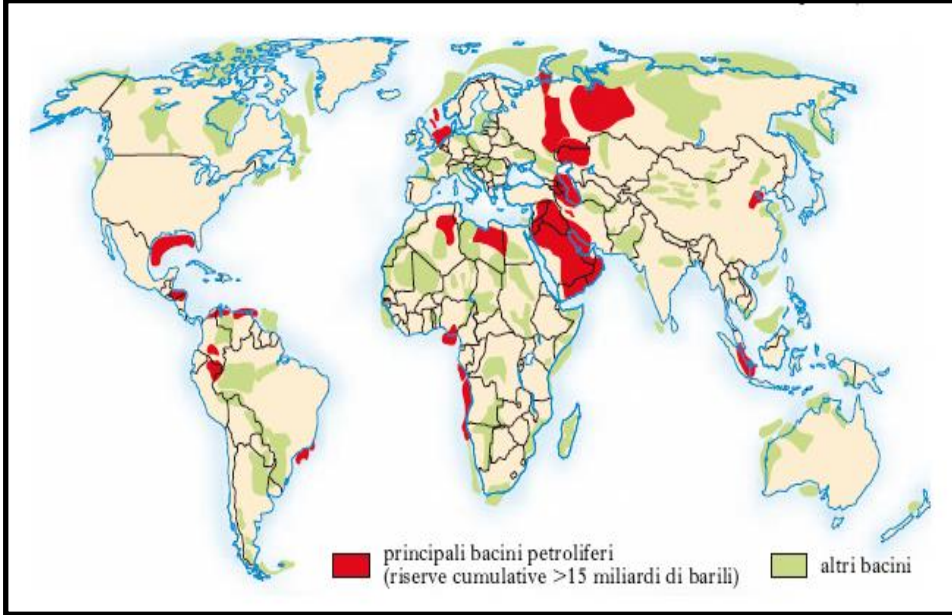 principali bacini petroliferi
(riserve cumulative >15 miliardi di barili)
altri bacini